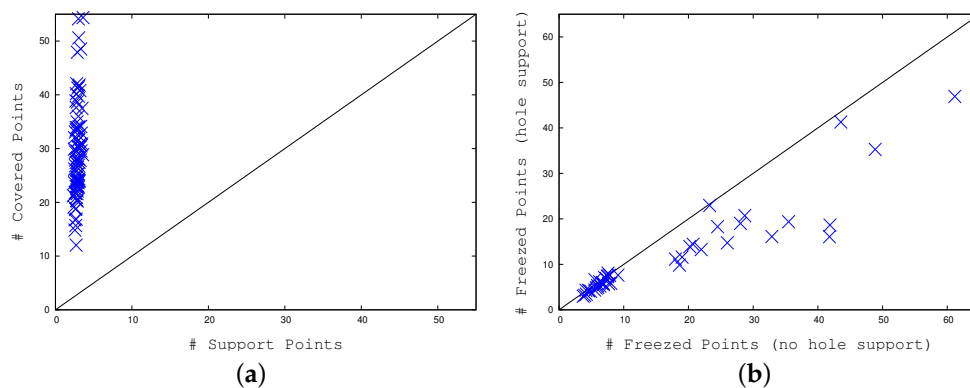 # Covered Points
50
40
30
20
10
0
0 10 20 30 40 50
# Support Points
(a)
# Freezed Points (hole support)
60
50
40
30
20
10
0
0 10 20 30 40 50 60
# Freezed Points (no hole support)
(b)